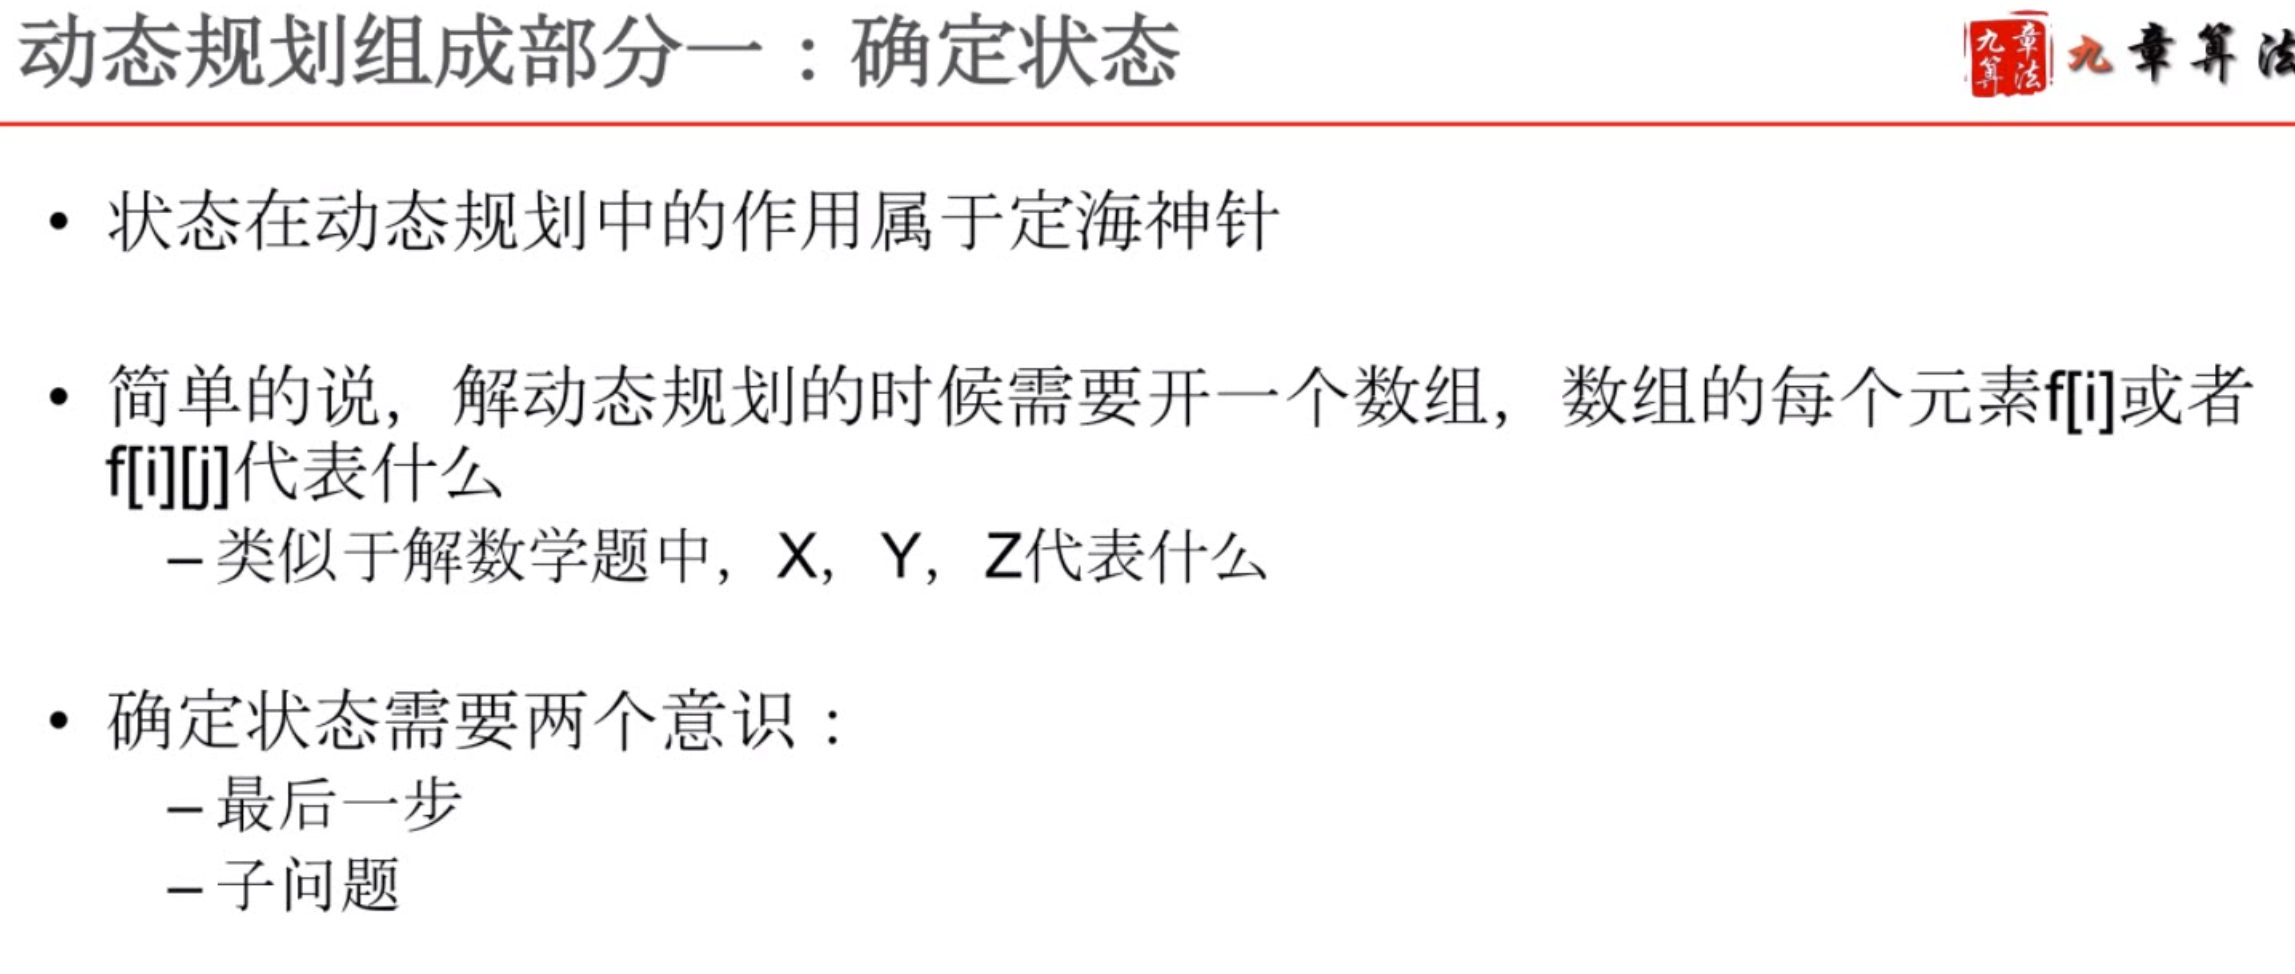 动态规划组成部分一：确定状态
九章算法
九章算法
• 状态在动态规划中的作用属于定海神针
• 简单的说，解动态规划的时候需要开一个数组，数组的每个元素f[i]或者
f[i][j]代表什么
– 类似于解数学题中，X，Y，Z代表什么
• 确定状态需要两个意识：
– 最后一步
– 子问题